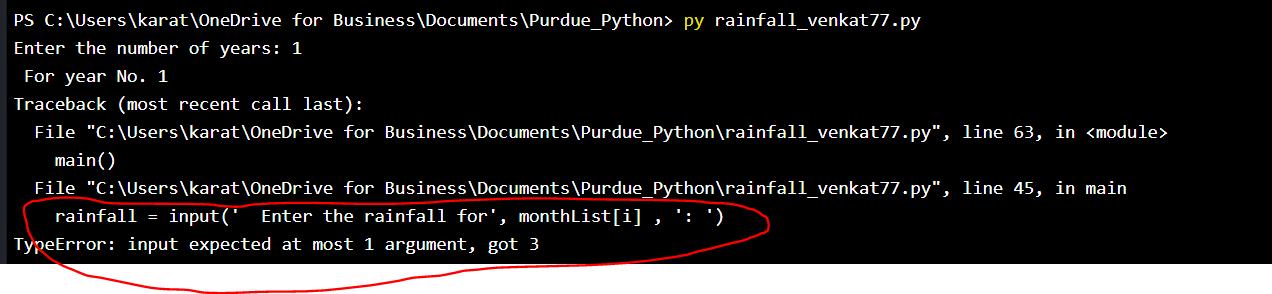 PS C:\Users\karat\OneDrive for Business\Documents\Purdue_Python> py rainfall_venkat77.py
Enter the number of years: 1
 For year No. 1
Traceback (most recent call last):
  File "C:\Users\karat\OneDrive for Business\Documents\Purdue_Python\rainfall_venkat77.py", line 63, in <module>
    main()
  File "C:\Users\karat\OneDrive for Business\Documents\Purdue_Python\rainfall_venkat77.py", line 45, in main
    rainfall = input('  Enter the rainfall for', monthList[i] , ': ')
TypeError: input expected at most 1 argument, got 3